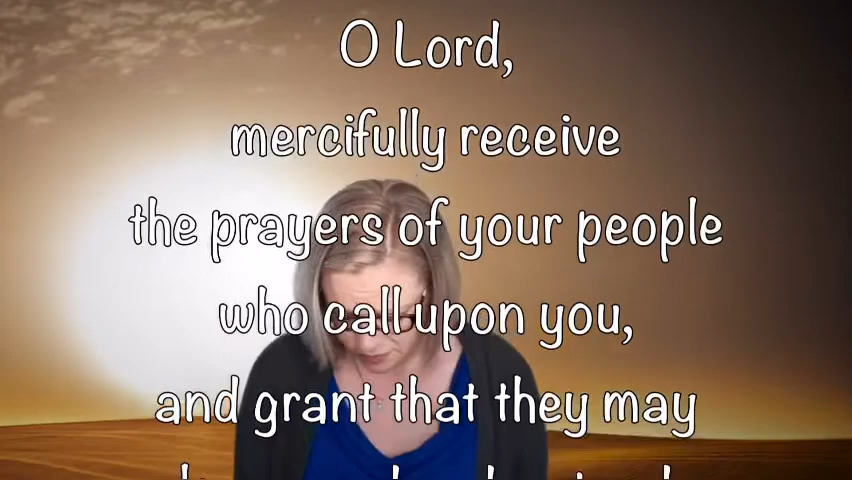 O Lord,
mercifully receive
the prayers of your people
who call upon you,
and grant that they may